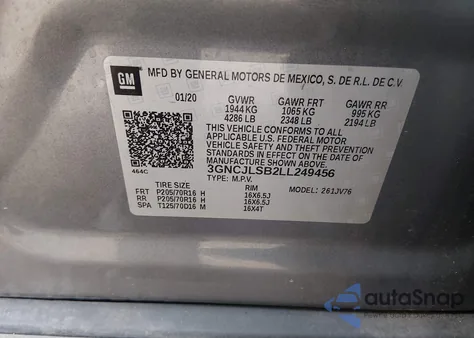 GM
MFD BY GENERAL MOTORS DE MEXICO, S. DE R.L. DE C.V.
01/20 GVWR GAWR FRT GAWR RR
1944 KG 1065 KG 995 KG
4286 LB 2348 LB 2194 LB
THIS VEHICLE CONFORMS TO ALL
APPLICABLE U.S. FEDERAL MOTOR
VEHICLE SAFETY AND THEFT
PREVENTION STANDARDS IN EFFECT
ON THE DATE OF MANUFACTURE
SHOWN ABOVE.
3GNCJLSB2LL249456
464C TYPE: M.P.V. MODEL: 261JV76
TIRE SIZE RIM
FRT P205/70R16 H 16X6.5J
RR P205/70R16 H 16X6.5J
SPA T125/70D16 M 16X4T
autaSnap